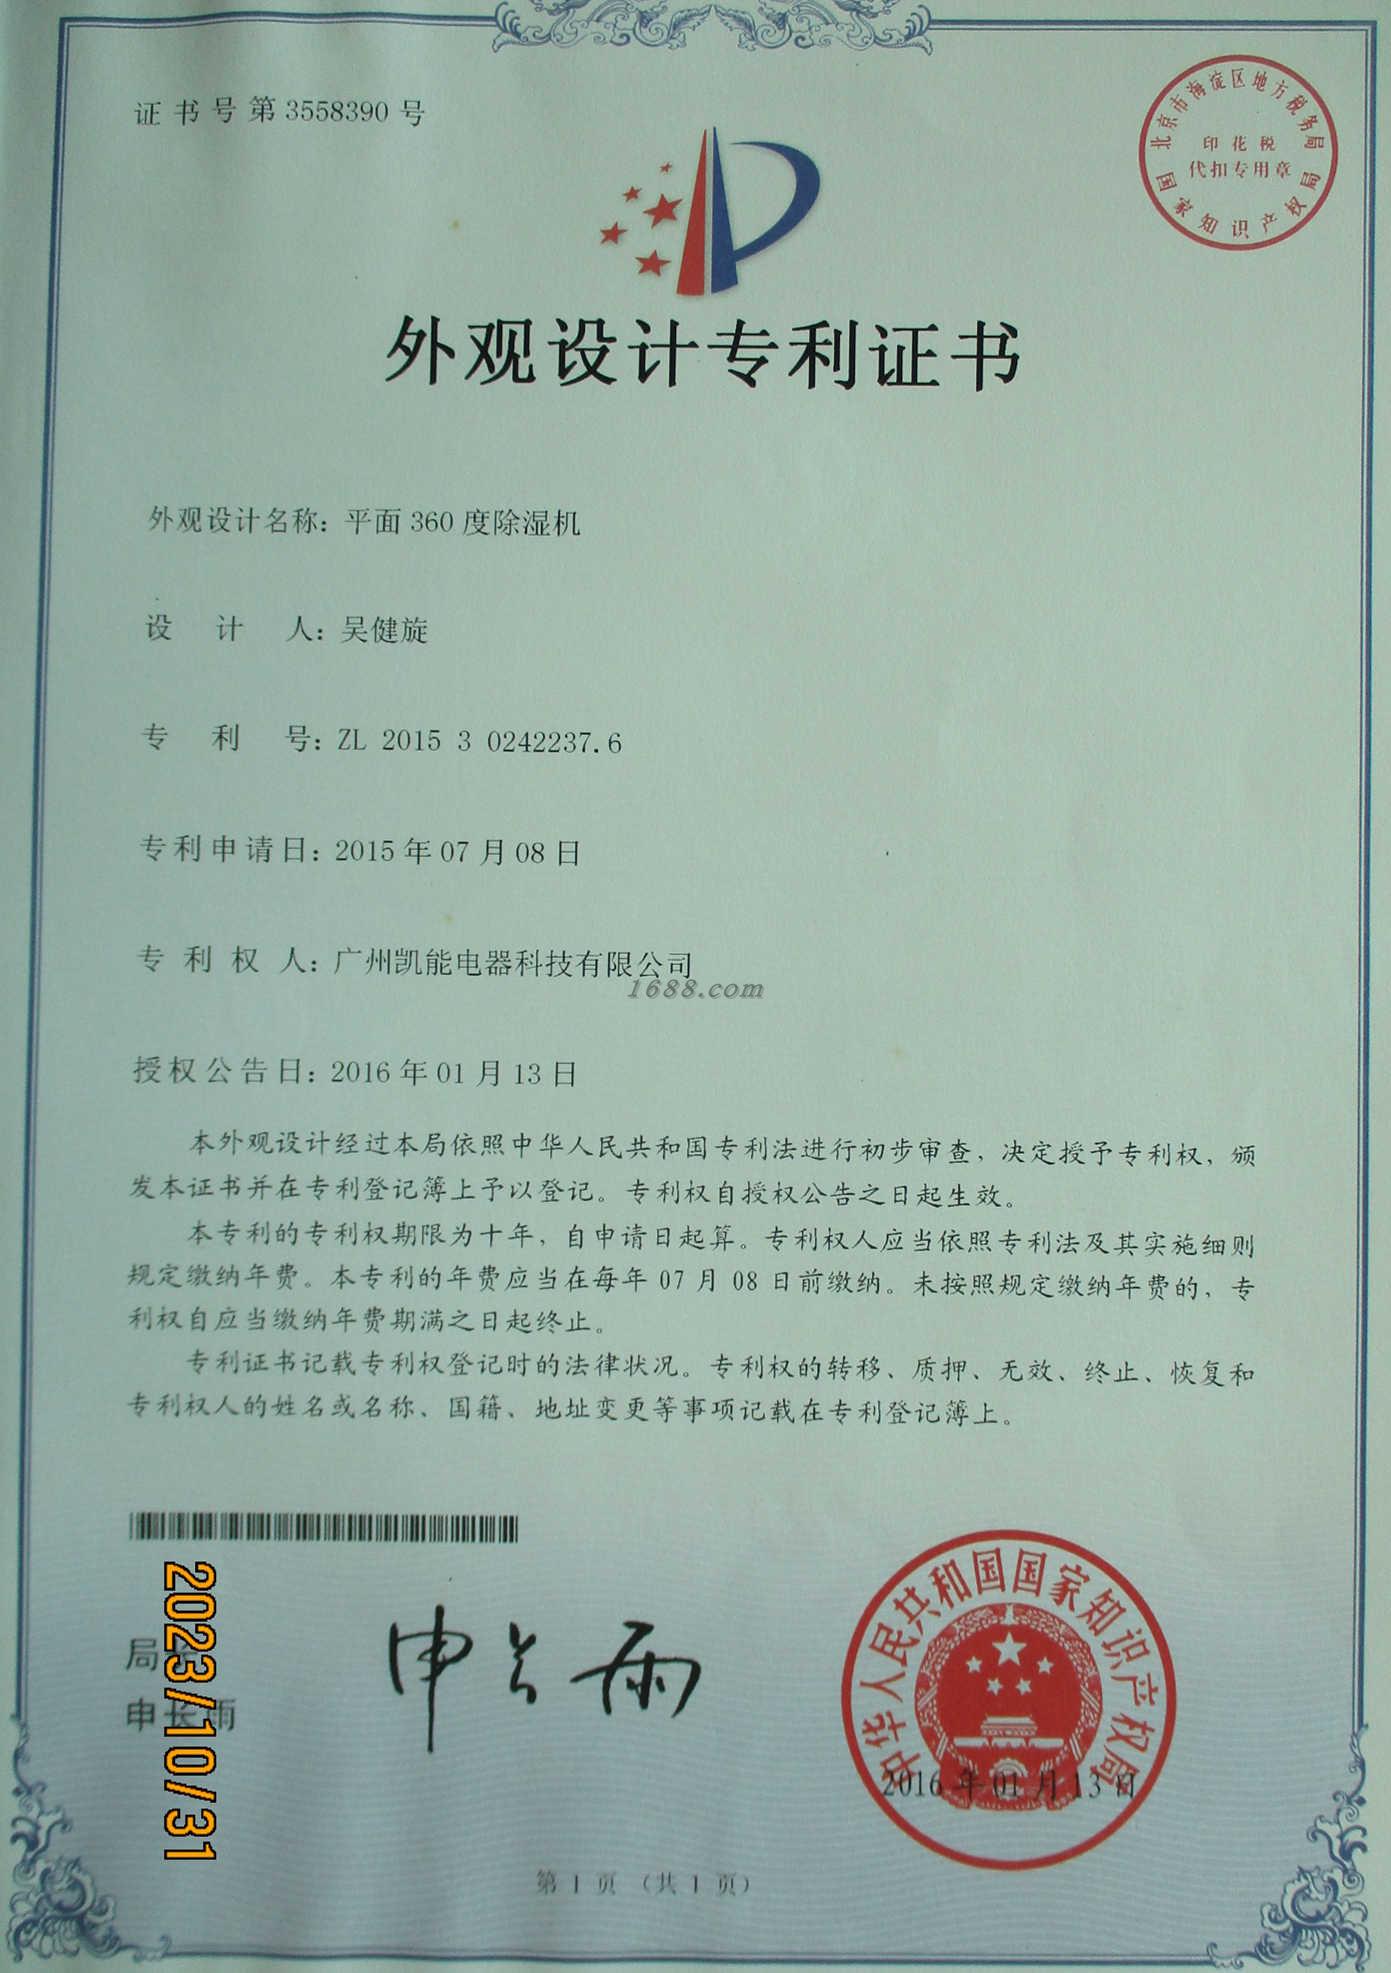 证书号第3558390号
北京市海淀区地方税务局
印花税
代扣专用章
国家知识产权局
外观设计专利证书
外观设计名称：平面360度除湿机
设计人：吴健旋
专利号：ZL 2015 3 0242237.6
专利申请日：2015年07月08日
专利权人：广州凯能电器科技有限公司
1688.com
授权公告日：2016年01月13日
本外观设计经过本局依照中华人民共和国专利法进行初步审查，决定授予专利权，颁
发本证书并在专利登记簿上予以登记。专利权自授权公告之日起生效。
本专利的专利权期限为十年，自申请日起算。专利权人应当依照专利法及其实施细则
规定缴纳年费。本专利的年费应当在每年 07 月 08 日前缴纳。未按照规定缴纳年费的，专
利权自应当缴纳年费期满之日起终止。
专利证书记载专利权登记时的法律状况。专利权的转移、质押、无效、终止、恢复和
专利权人的姓名或名称、国籍、地址变更等事项记载在专利登记簿上。
局长
申长雨
申长雨
中华人民共和国国家知识产权局
2016年01月13日
2023/10/31
第1页（共1页）